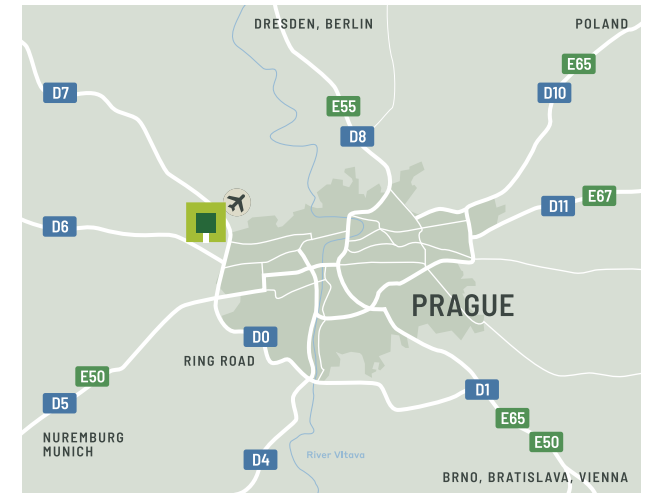 DRESDEN, BERLIN
POLAND
E65
D7
D10
E55
D8
E67
D11
D6
PRAGUE
D0
RING ROAD
E50
D5
D1
E65
NUREMBURG
MUNICH
E50
River Vltava
D4
BRNO, BRATISLAVA, VIENNA